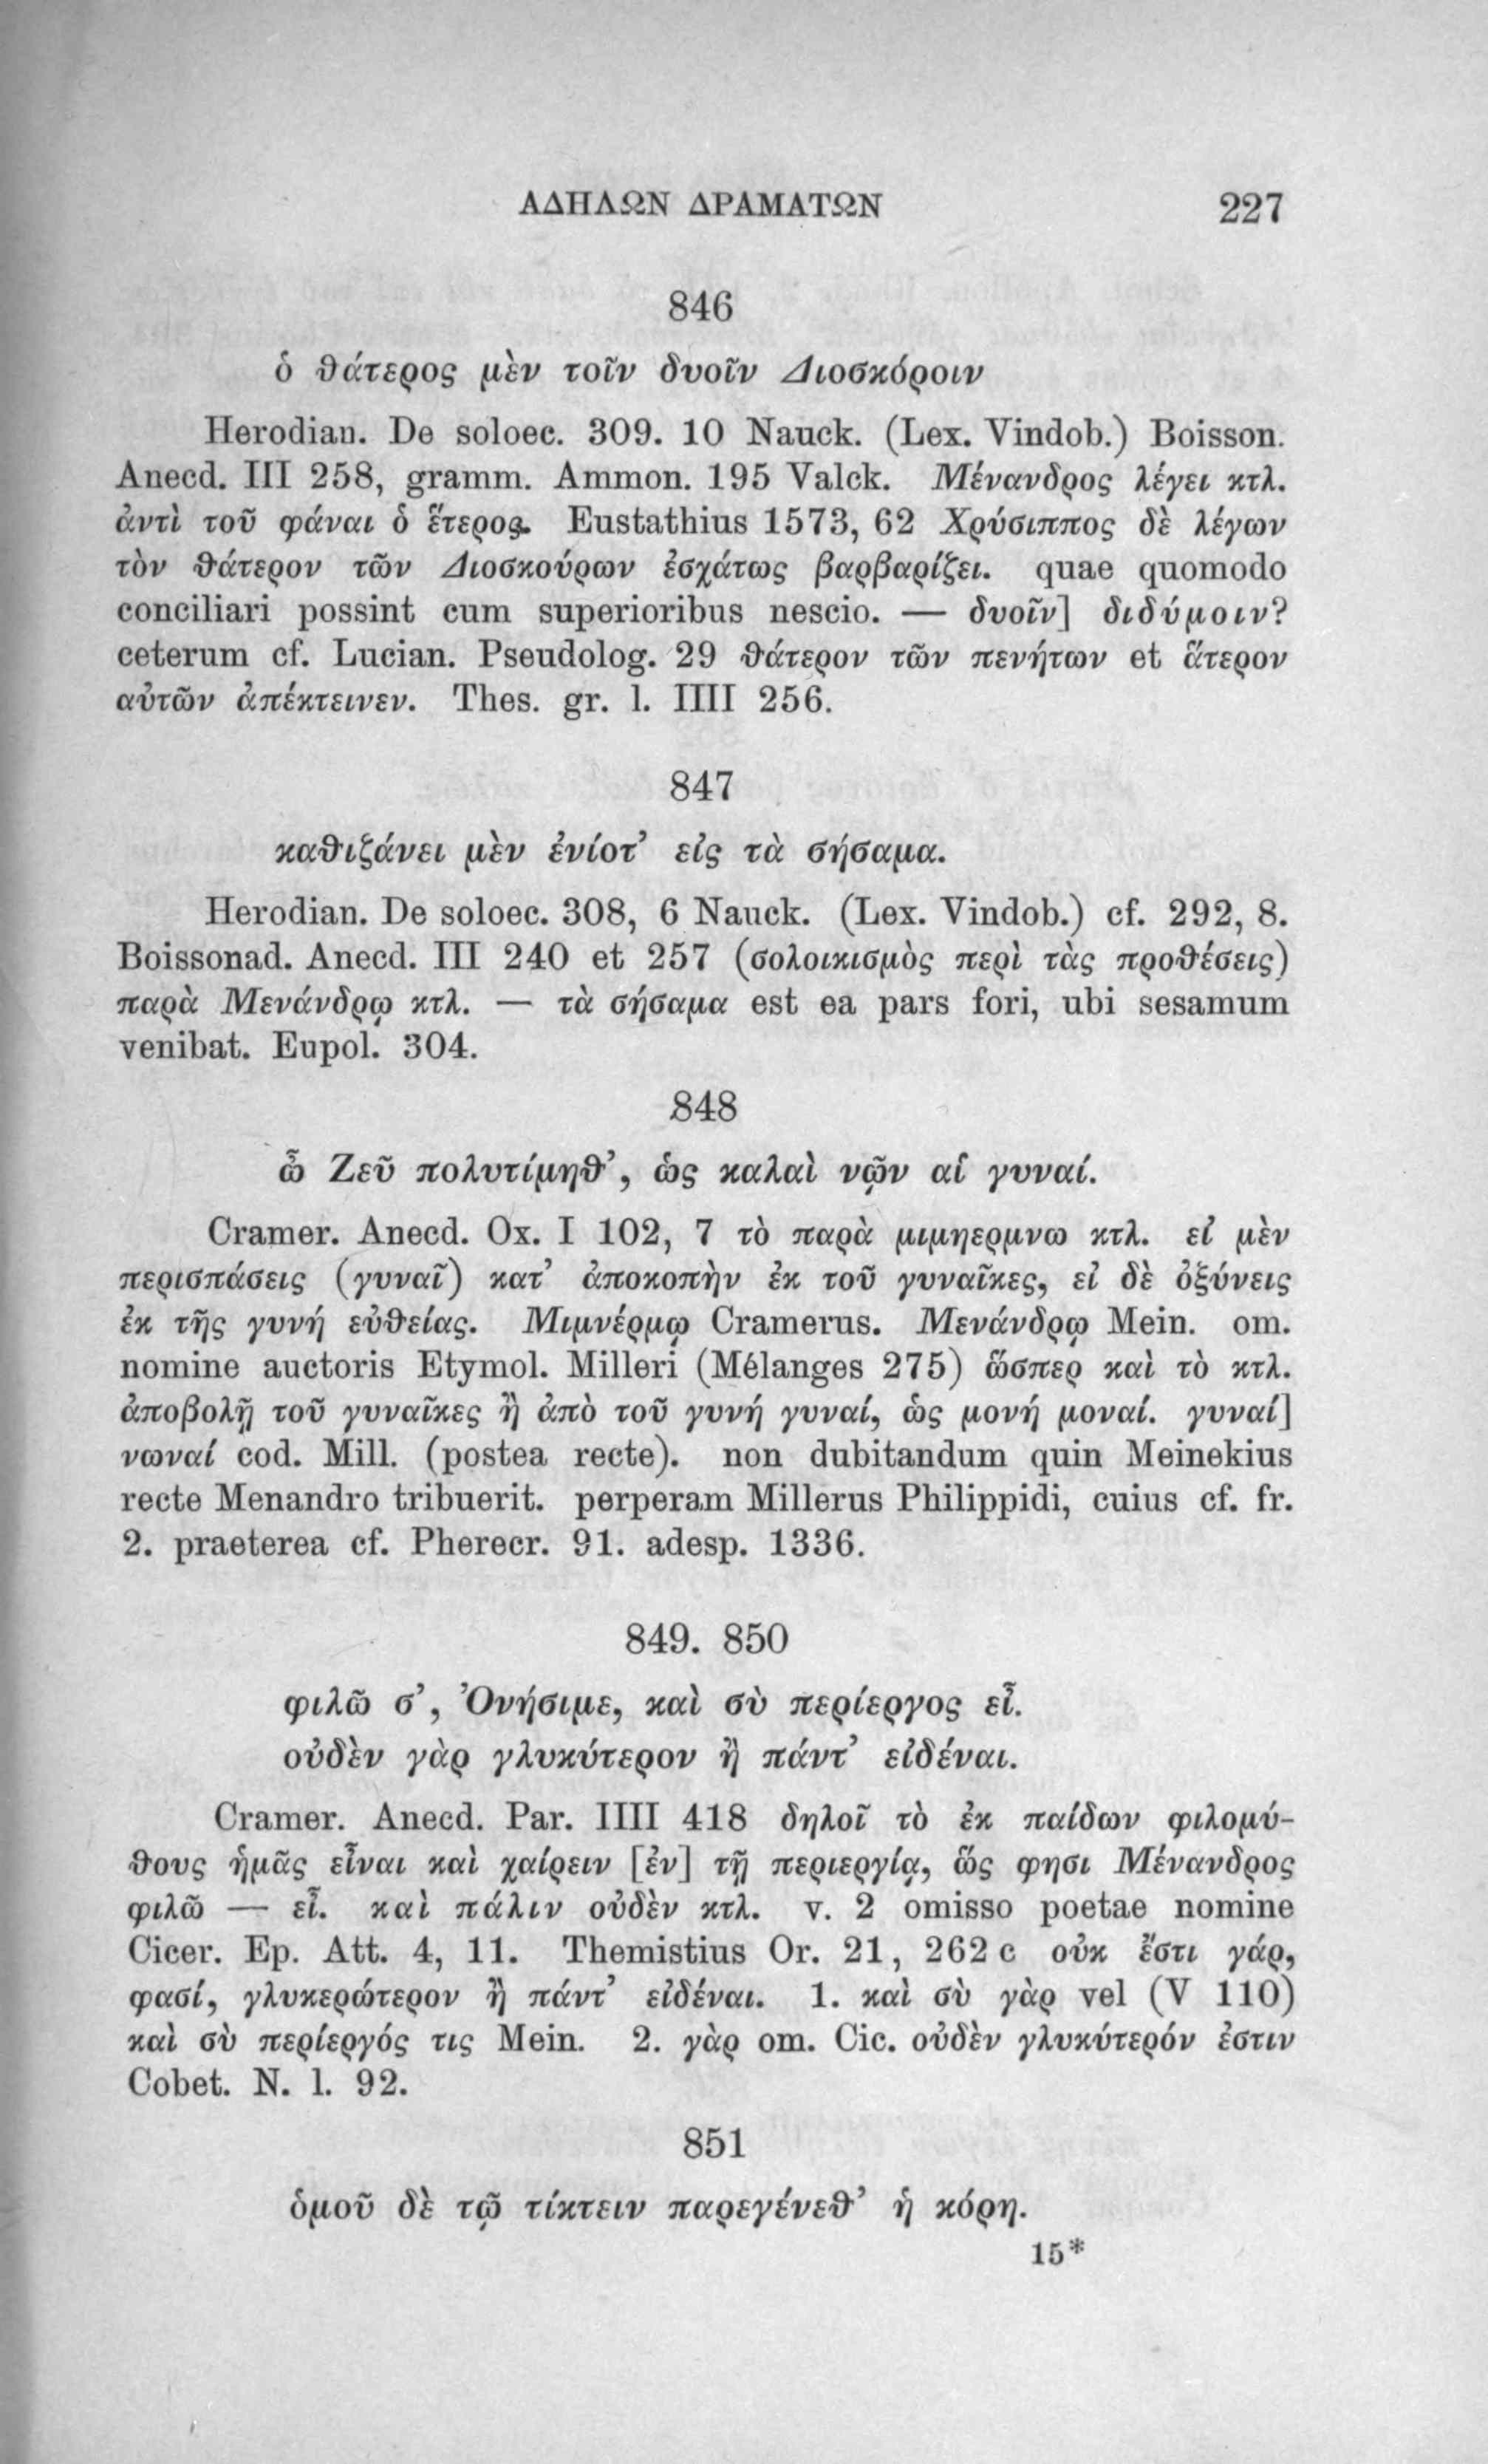 ΑΔΗΛΩΝ ΔΡΑΜΑΤΩΝ 227
846
ὁ θάτερος μὲν τοῖν δυοῖν Διοσκόροιν
Herodian. De soloec. 309. 10 Nauck. (Lex. Vindob.) Boisson.
Anecd. III 258, gramm. Ammon. 195 Valck. Μένανδρος λέγει κτλ.
ἀντὶ τοῦ φάναι ὁ ἕτερος. Eustathius 1573, 62 Χρύσιππος δὲ λέγων
τὸν θάτερον τῶν Διοσκούρων ἐσχάτως βαρβαρίζει. quae quomodo
conciliari possint cum superioribus nescio. — δυοῖν] διδύμοιν?
ceterum cf. Lucian. Pseudolog. 29 θάτερον τῶν πενήτων et ἅτερον
αὐτῶν ἀπέκτεινεν. Thes. gr. l. IIII 256.
847
καθιζάνει μὲν ἐνίοτ’ εἰς τὰ σήσαμα.
Herodian. De soloec. 308, 6 Nauck. (Lex. Vindob.) cf. 292, 8.
Boissonad. Anecd. III 240 et 257 (σολοικισμὸς περὶ τὰς προθέσεις)
παρὰ Μενάνδρῳ κτλ. — τὰ σήσαμα est ea pars fori, ubi sesamum
venibat. Eupol. 304.
848
ὦ Ζεῦ πολυτίμηθ’, ὡς καλαὶ νῷν αἱ γυναί.
Cramer. Anecd. Ox. I 102, 7 τὸ παρὰ μιμηερμνω κτλ. εἰ μὲν
περισπάσεις (γυναῖ) κατ’ ἀποκοπὴν ἐκ τοῦ γυναῖκες, εἰ δὲ ὀξύνεις
ἐκ τῆς γυνή εὐθείας. Μιμνέρμῳ Cramerus. Μενάνδρῳ Mein. om.
nomine auctoris Etymol. Milleri (Mélanges 275) ὥσπερ καὶ τὸ κτλ.
ἀποβολῇ τοῦ γυναῖκες ἢ ἀπὸ τοῦ γυνή γυναί, ὡς μονή μοναί. γυναί]
νωναί cod. Mill. (postea recte). non dubitandum quin Meinekius
recte Menandro tribuerit. perperam Millerus Philippidi, cuius cf. fr.
2. praeterea cf. Pherecr. 91. adesp. 1336.
849. 850
φιλῶ σ’, Ὀνήσιμε, καὶ σὺ περίεργος εἶ.
οὐδὲν γὰρ γλυκύτερον ἢ πάντ’ εἰδέναι.
Cramer. Anecd. Par. IIII 418 δηλοῖ τὸ ἐκ παίδων φιλομύ-
θους ἡμᾶς εἶναι καὶ χαίρειν [ἐν] τῇ περιεργίᾳ, ὥς φησι Μένανδρος
φιλῶ — εἶ. καὶ πάλιν οὐδὲν κτλ. v. 2 omisso poetae nomine
Cicer. Ep. Att. 4, 11. Themistius Or. 21, 262 c οὐκ ἔστι γάρ,
φασί, γλυκερώτερον ἢ πάντ’ εἰδέναι. 1. καὶ σὺ γὰρ vel (V 110)
καὶ σὺ περίεργός τις Mein. 2. γὰρ om. Cic. οὐδὲν γλυκύτερόν ἐστιν
Cobet. N. l. 92.
851
ὁμοῦ δὲ τῷ τίκτειν παρεγένεθ’ ἡ κόρη.
15*